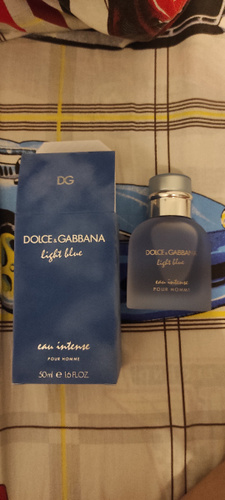 DG
DOLCE & GABBANA
light blue
eau intense
POUR HOMME
50ml e 1.6 FL.OZ.
DOLCE & GABBANA
light blue
eau intense
POUR HOMME